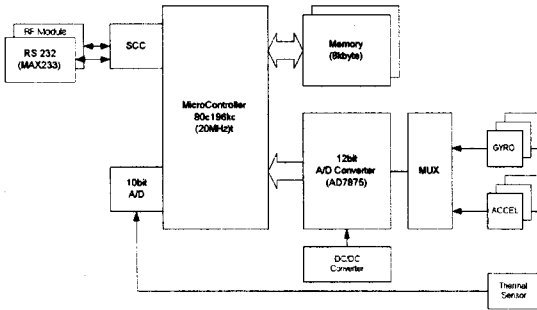 RF Module
RS 232
(MAX233)
SCC
MicroController
80c196kc
(20MHz)t
Memory
(8kbyte)
10bit
A/D
12bit
A/D Converter
(AD7875)
MUX
GYRO
ACCEL
DC/DC
Converter
Thermal
Sensor